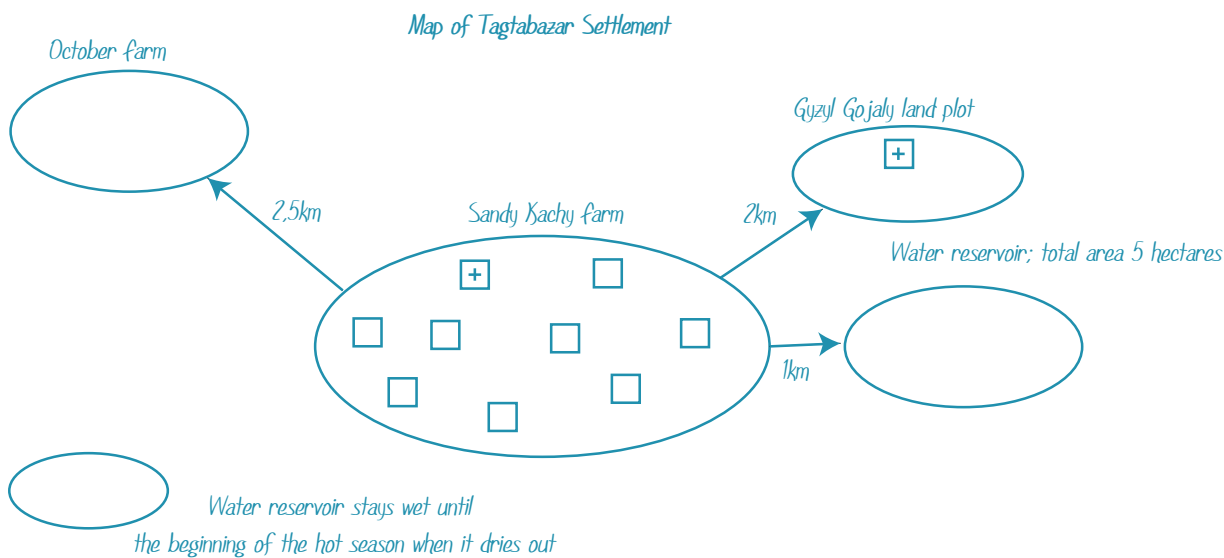 Map of Tagtabazar Settlement
October farm
Gyzyl Gojaly land plot
2,5km
Sandy Kachy farm
2km
Water reservoir; total area 5 hectares
1km
Water reservoir stays wet until
the beginning of the hot season when it dries out